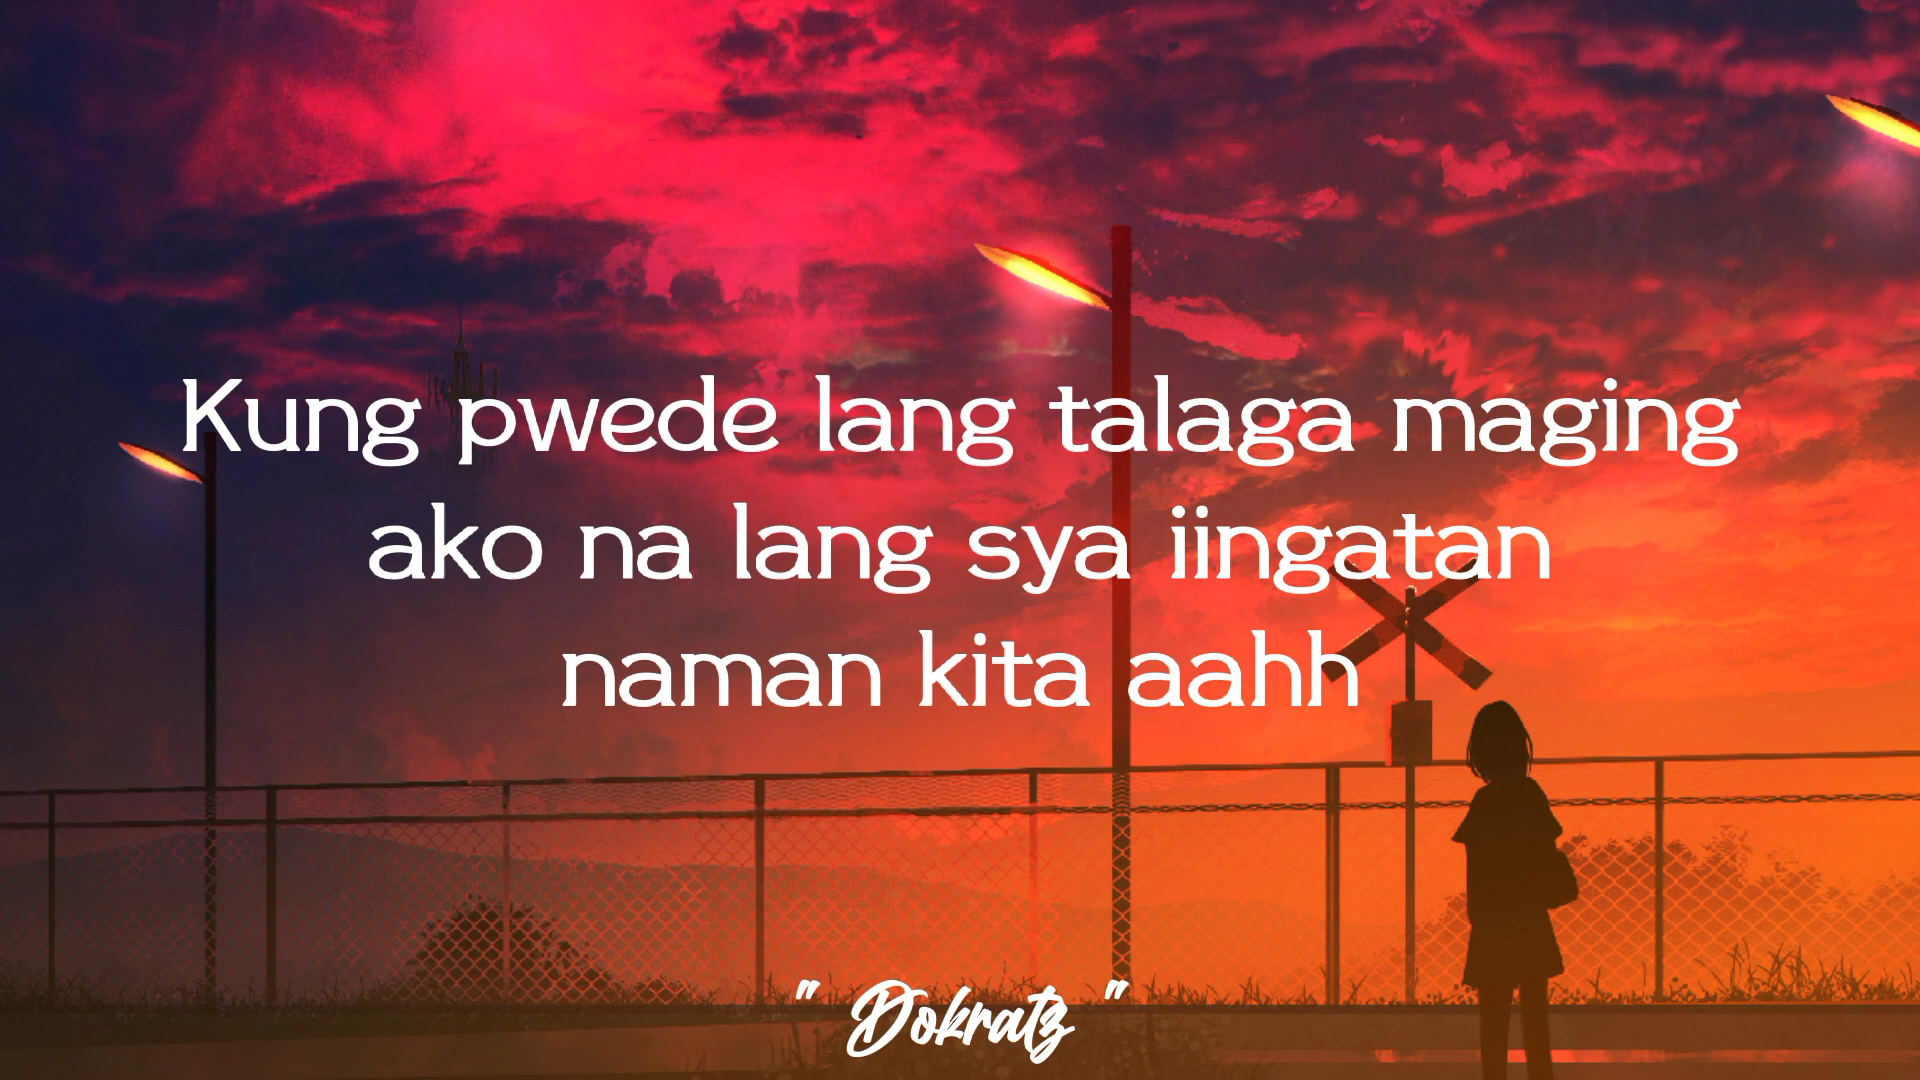 Kung pwede lang talaga maging
ako na lang sya iingatan
naman kita aahh
" Dokratz "